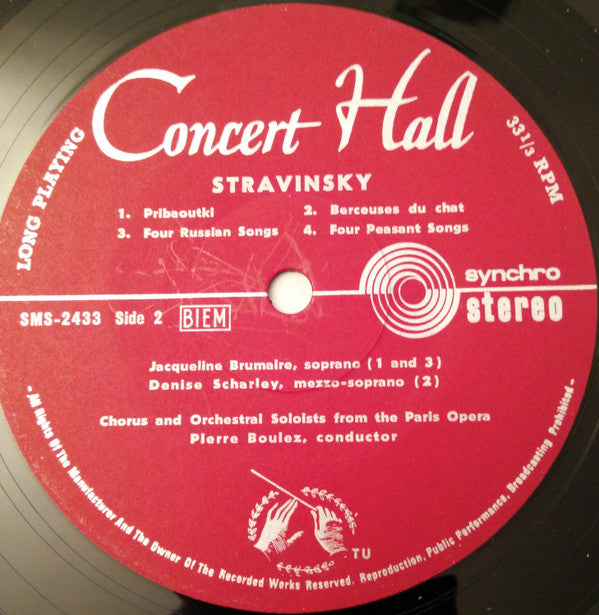 Concert Hall
LONG PLAYING
33 1/3 RPM
STRAVINSKY
1. Pribaoutki
2. Berceuses du chat
3. Four Russian Songs
4. Four Peasant Songs
synchro
stereo
SMS-2433 Side 2 BIEM
Jacqueline Brumaire, soprano (1 and 3)
Denise Scharley, mezzo-soprano (2)
Chorus and Orchestral Soloists from the Paris Opera
Pierre Boulez, conductor
TU
- All Rights Of The Manufacturer And The Owner Of The Recorded Works Reserved. Reproduction, Public Performance, Broadcasting Prohibited -